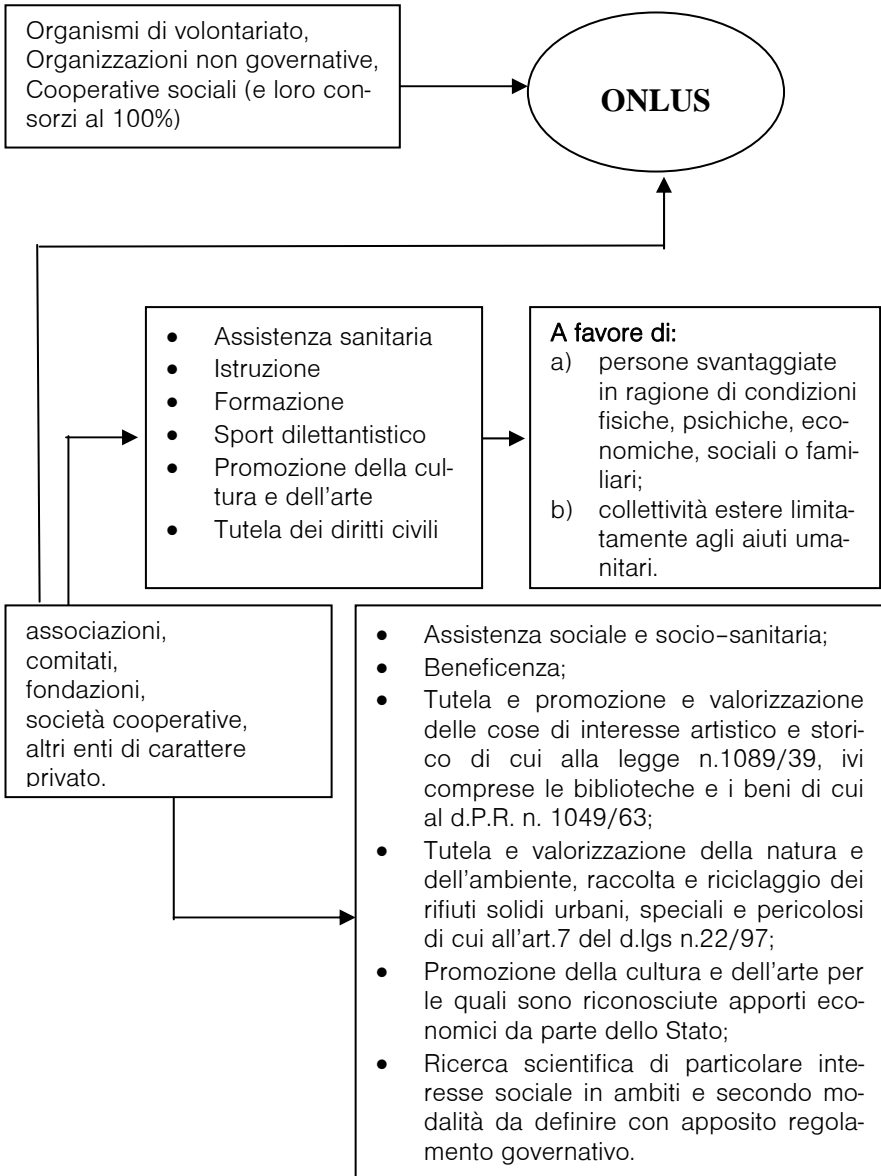 Organismi di volontariato,
Organizzazioni non governative,
Cooperative sociali (e loro con-
sorzi al 100%)
ONLUS
• Assistenza sanitaria
• Istruzione
• Formazione
• Sport dilettantistico
• Promozione della cul-
tura e dell'arte
• Tutela dei diritti civili
A favore di:
a) persone svantaggiate
in ragione di condizioni
fisiche, psichiche, eco-
nomiche, sociali o fami-
liari;
b) collettività estere limita-
tamente agli aiuti uma-
nitari.
associazioni,
comitati,
fondazioni,
società cooperative,
altri enti di carattere
privato.
• Assistenza sociale e socio-sanitaria;
• Beneficenza;
• Tutela e promozione e valorizzazione
delle cose di interesse artistico e stori-
co di cui alla legge n.1089/39, ivi
comprese le biblioteche e i beni di cui
al d.P.R. n. 1049/63;
• Tutela e valorizzazione della natura e
dell'ambiente, raccolta e riciclaggio dei
rifiuti solidi urbani, speciali e pericolosi
di cui all'art.7 del d.lgs n.22/97;
• Promozione della cultura e dell'arte per
le quali sono riconosciute apporti eco-
nomici da parte dello Stato;
• Ricerca scientifica di particolare inte-
resse sociale in ambiti e secondo mo-
dalità da definire con apposito regola-
mento governativo.